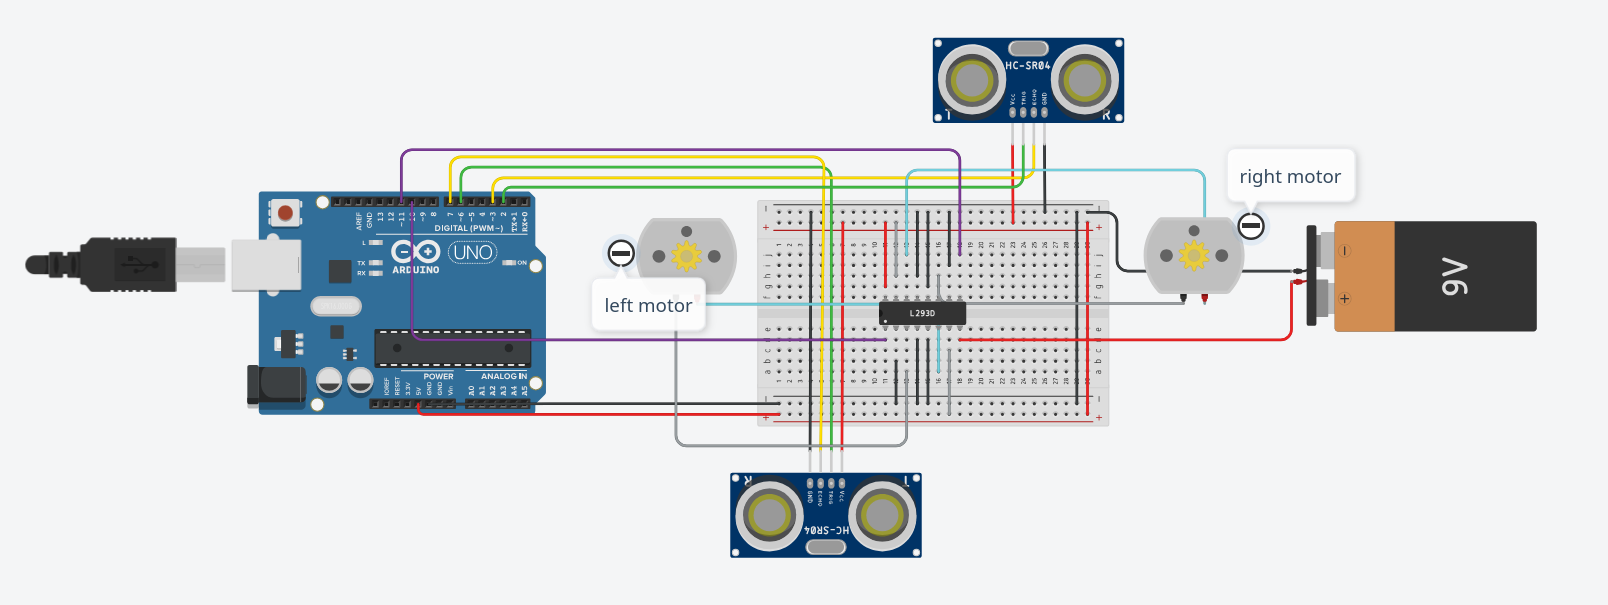 HC-SR04
Vcc
TRIG
ECHO
GND
T
R
right motor
AREF
GND
13
12
~11
10
~9
8
7
~6
~5
4
~3
2
TX→1
RX←0
DIGITAL (PWM~)
L
TX
RX
ARDUINO
UNO
ON
left motor
L293D
9V
IOREF
RESET
3.3V
5V
GND
GND
Vin
POWER
ANALOG IN
A0
A1
A2
A3
A4
A5
R
T
GND
ECHO
TRIG
Vcc
HC-SR04